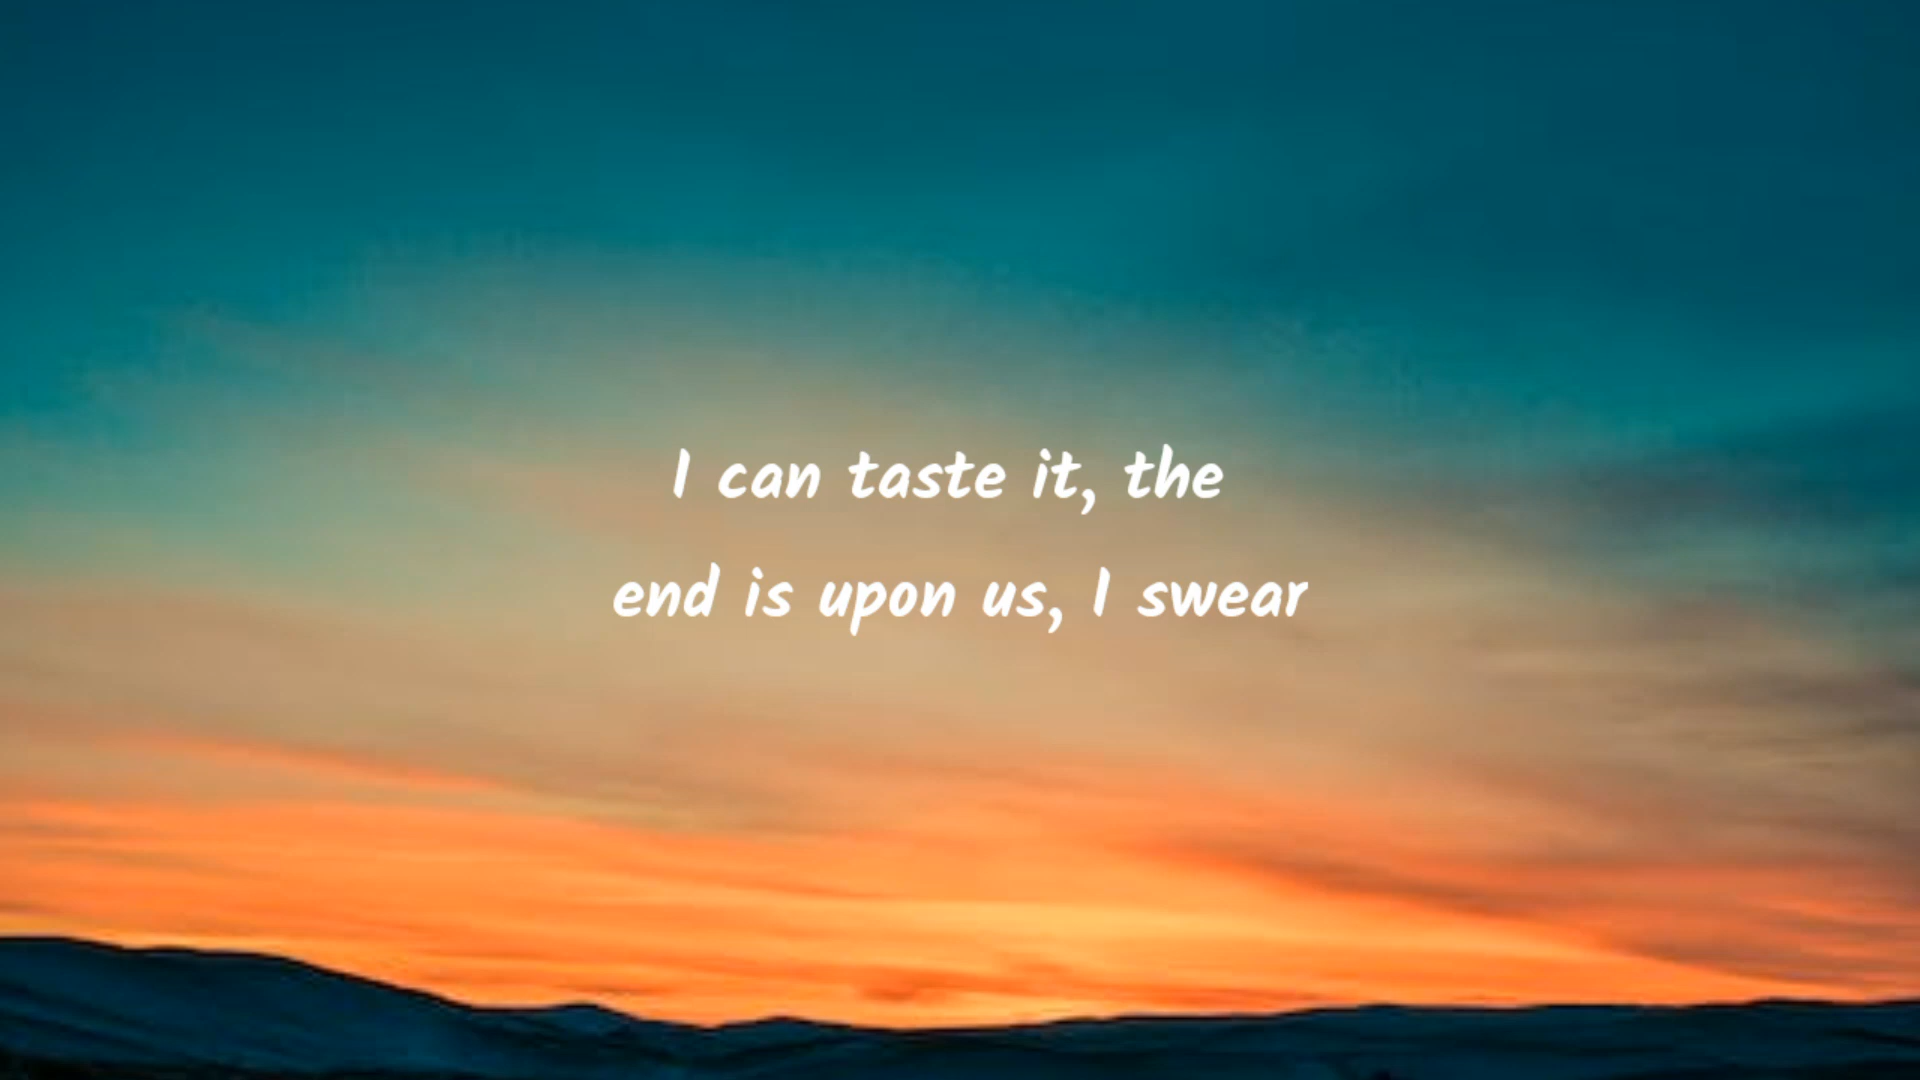 I can taste it, the
end is upon us, I swear